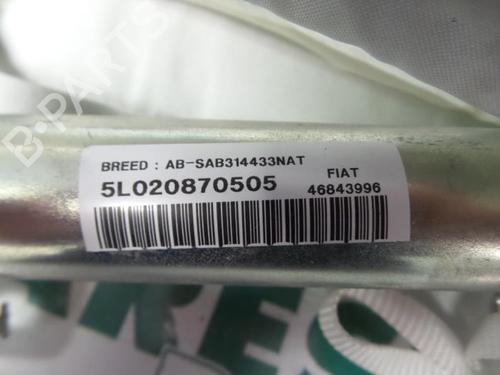 B-PARTS
BREED : AB-SAB314433NAT
FIAT
5L020870505
46843996